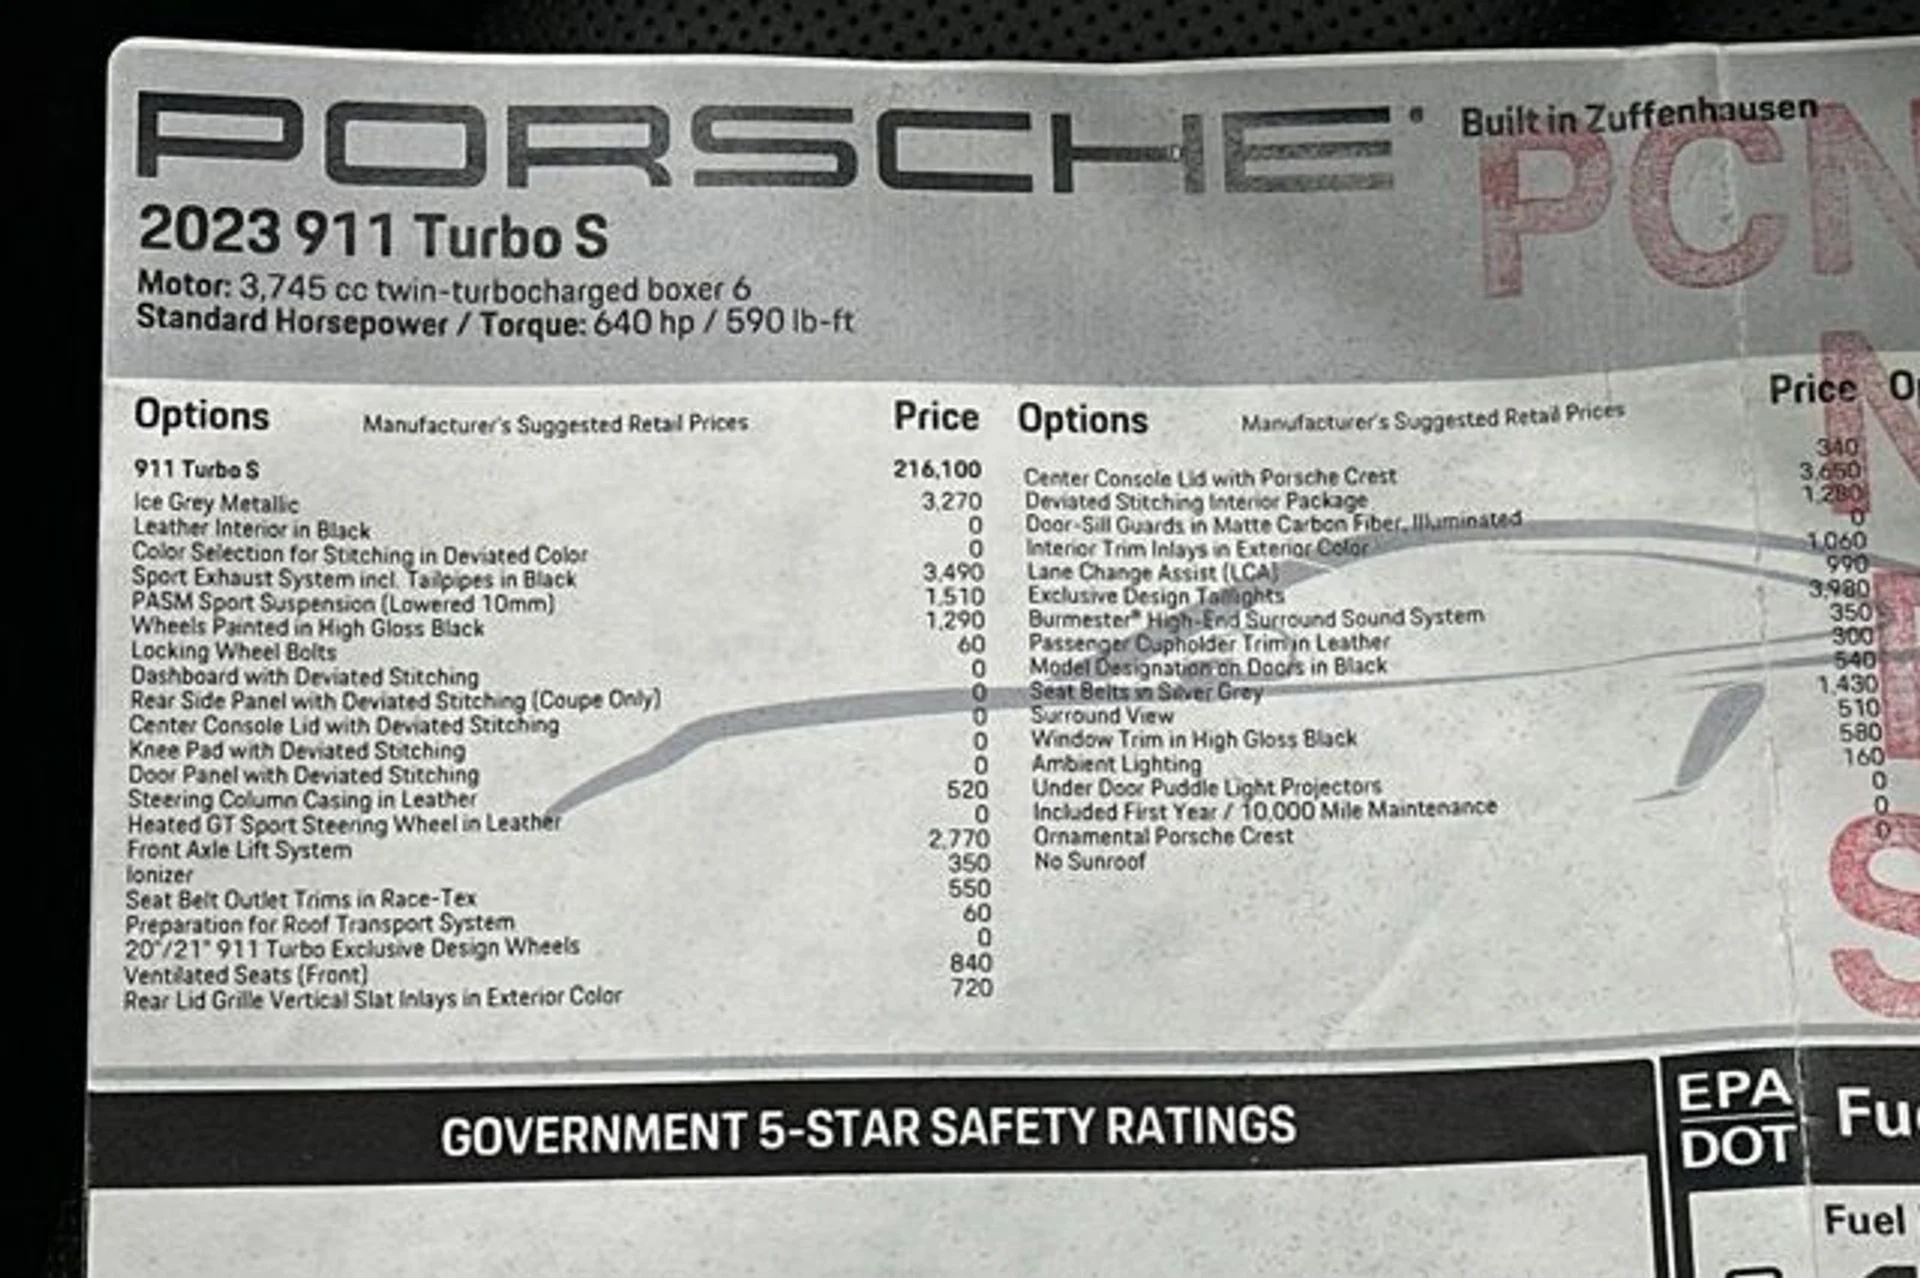 PORSCHE® Built in Zuffenhausen
PCN
2023 911 Turbo S
Motor: 3,745 cc twin-turbocharged boxer 6
Standard Horsepower / Torque: 640 hp / 590 lb-ft
Options Manufacturer's Suggested Retail Prices Price
911 Turbo S 216,100
Ice Grey Metallic 3,270
Leather Interior in Black 0
Color Selection for Stitching in Deviated Color 0
Sport Exhaust System incl. Tailpipes in Black 3,490
PASM Sport Suspension (Lowered 10mm) 1,510
Wheels Painted in High Gloss Black 1,290
Locking Wheel Bolts 60
Dashboard with Deviated Stitching 0
Rear Side Panel with Deviated Stitching (Coupe Only) 0
Center Console Lid with Deviated Stitching 0
Knee Pad with Deviated Stitching 0
Door Panel with Deviated Stitching 0
Steering Column Casing in Leather 520
Heated GT Sport Steering Wheel in Leather 0
Front Axle Lift System 2,770
Ionizer 350
Seat Belt Outlet Trims in Race-Tex 550
Preparation for Roof Transport System 60
20"/21" 911 Turbo Exclusive Design Wheels 0
Ventilated Seats (Front) 840
Rear Lid Grille Vertical Slat Inlays in Exterior Color 720
Options Manufacturer's Suggested Retail Prices Price
Center Console Lid with Porsche Crest 340
Deviated Stitching Interior Package 3,650
Door-Sill Guards in Matte Carbon Fiber, Illuminated 1,280
Interior Trim Inlays in Exterior Color 0
Lane Change Assist (LCA) 1,060
Exclusive Design Taillights 990
Burmester® High-End Surround Sound System 3,980
Passenger Cupholder Trim in Leather 350
Model Designation on Doors in Black 300
Seat Belts in Silver Grey 540
Surround View 1,430
Window Trim in High Gloss Black 510
Ambient Lighting 580
Under Door Puddle Light Projectors 160
Included First Year / 10,000 Mile Maintenance 0
Ornamental Porsche Crest 0
No Sunroof 0
GOVERNMENT 5-STAR SAFETY RATINGS
EPA
DOT
Fuel